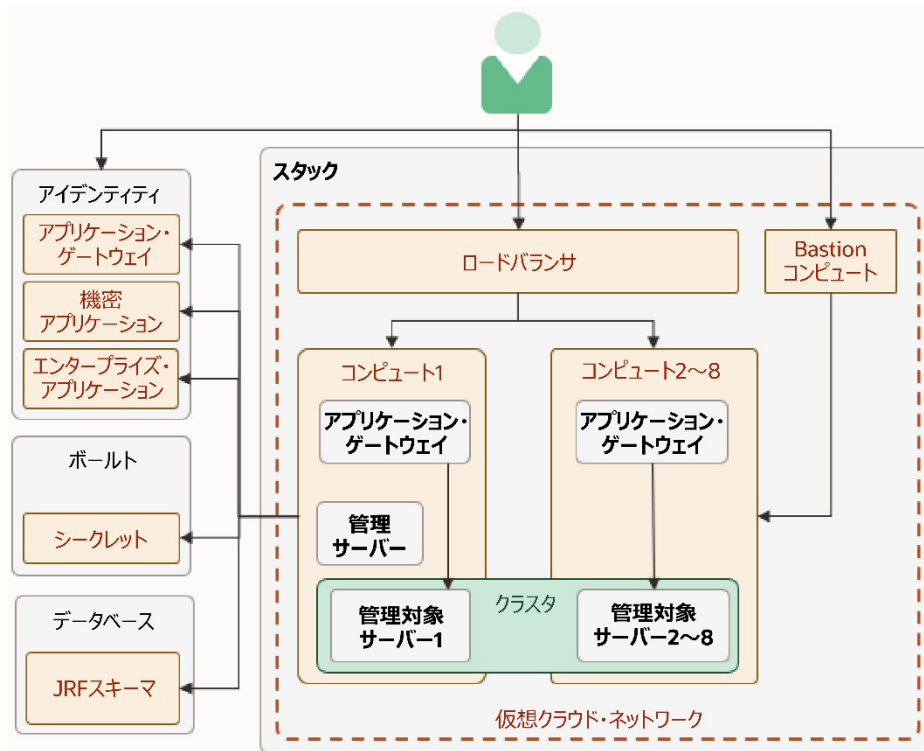 スタック
アイデンティティ
アプリケーション・
ゲートウェイ
機密
アプリケーション
エンタープライズ・
アプリケーション
ボールト
シークレット
データベース
JRFスキーマ
ロードバランサ
Bastion
コンピュート
コンピュート1
アプリケーション・
ゲートウェイ
管理
サーバー
コンピュート2～8
アプリケーション・
ゲートウェイ
クラスタ
管理対象
サーバー1
管理対象
サーバー2～8
仮想クラウド・ネットワーク